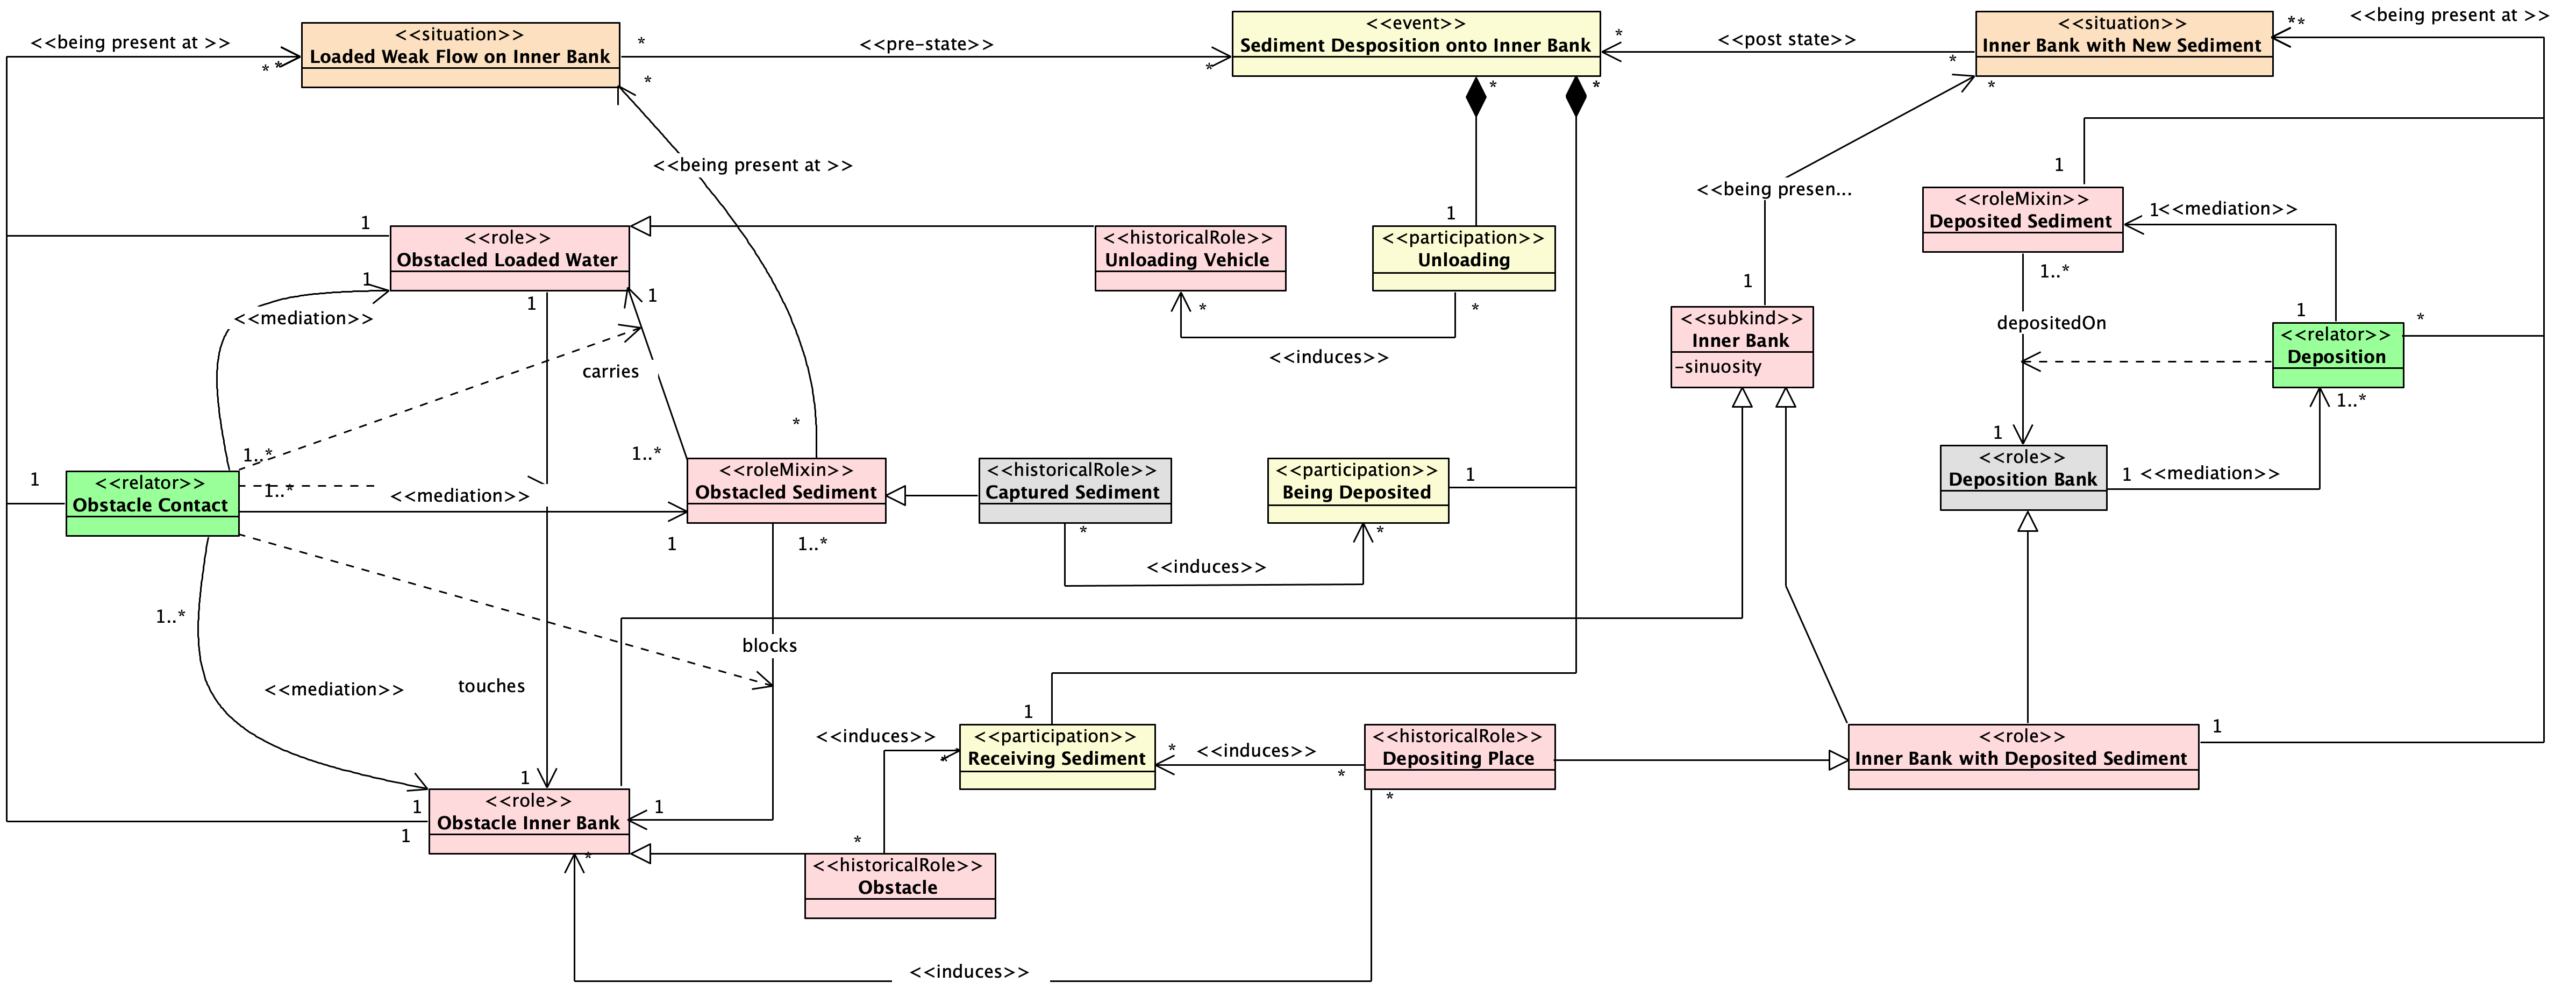 <<being present at >>
* *
<<situation>>
Loaded Weak Flow on Inner Bank
*
*
<<pre-state>>
*
<<event>>
Sediment Desposition onto Inner Bank
*
*
*
<<post state>>
*
<<situation>>
Inner Bank with New Sediment
**
*
<<being present at >>
<<being present at >>
<<being presen...
1
<<roleMixin>>
Deposited Sediment
1
<<mediation>>
1..*
1
<<role>>
Obstacled Loaded Water
1
<<mediation>>
1
1
<<historicalRole>>
Unloading Vehicle
*
1
<<participation>>
Unloading
*
<<induces>>
1
<<subkind>>
Inner Bank
-sinuosity
depositedOn
1
<<relator>>
Deposition
*
1..*
carries
*
1..*
1
<<relator>>
Obstacle Contact
1..*
1..*
<<mediation>>
1
<<roleMixin>>
Obstacled Sediment
1..*
<<historicalRole>>
Captured Sediment
*
<<participation>>
Being Deposited
1
*
<<induces>>
1
<<role>>
Deposition Bank
1
<<mediation>>
1..*
<<mediation>>
touches
blocks
1
<<induces>>
*
<<participation>>
Receiving Sediment
*
<<induces>>
*
<<historicalRole>>
Depositing Place
*
<<role>>
Inner Bank with Deposited Sediment
1
1
1
1
<<role>>
Obstacle Inner Bank
1
*
*
<<historicalRole>>
Obstacle
<<induces>>